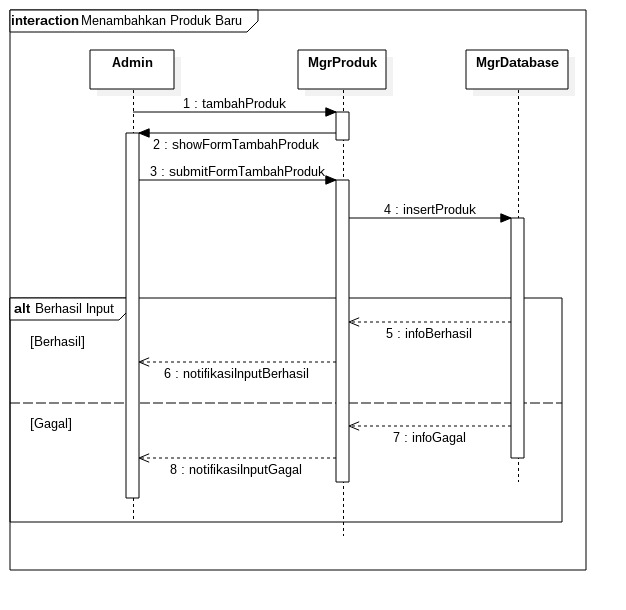 interaction Menambahkan Produk Baru
Admin
MgrProduk
MgrDatabase
1 : tambahProduk
2 : showFormTambahProduk
3 : submitFormTambahProduk
4 : insertProduk
alt Berhasil Input
5 : infoBerhasil
[Berhasil]
6 : notifikasiInputBerhasil
[Gagal]
7 : infoGagal
8 : notifikasiInputGagal